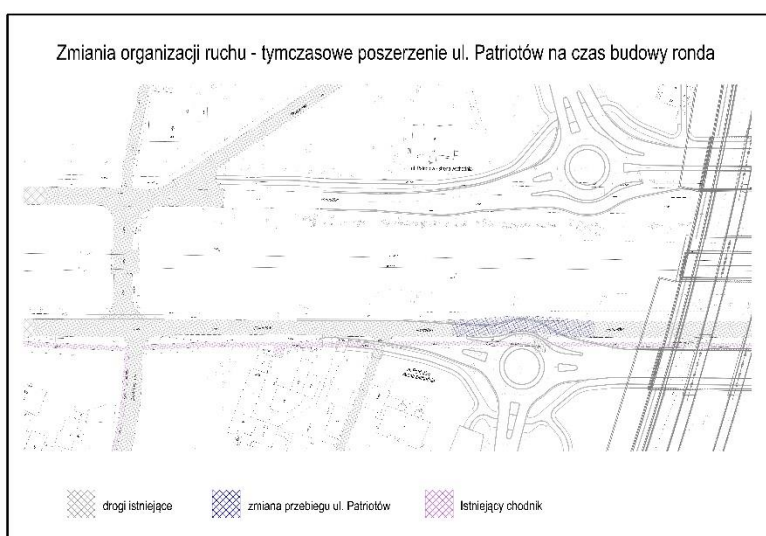 Zmiania organizacji ruchu - tymczasowe poszerzenie ul. Patriotów na czas budowy ronda
drogi istniejące
zmiana przebiegu ul. Patriotów
Istniejący chodnik